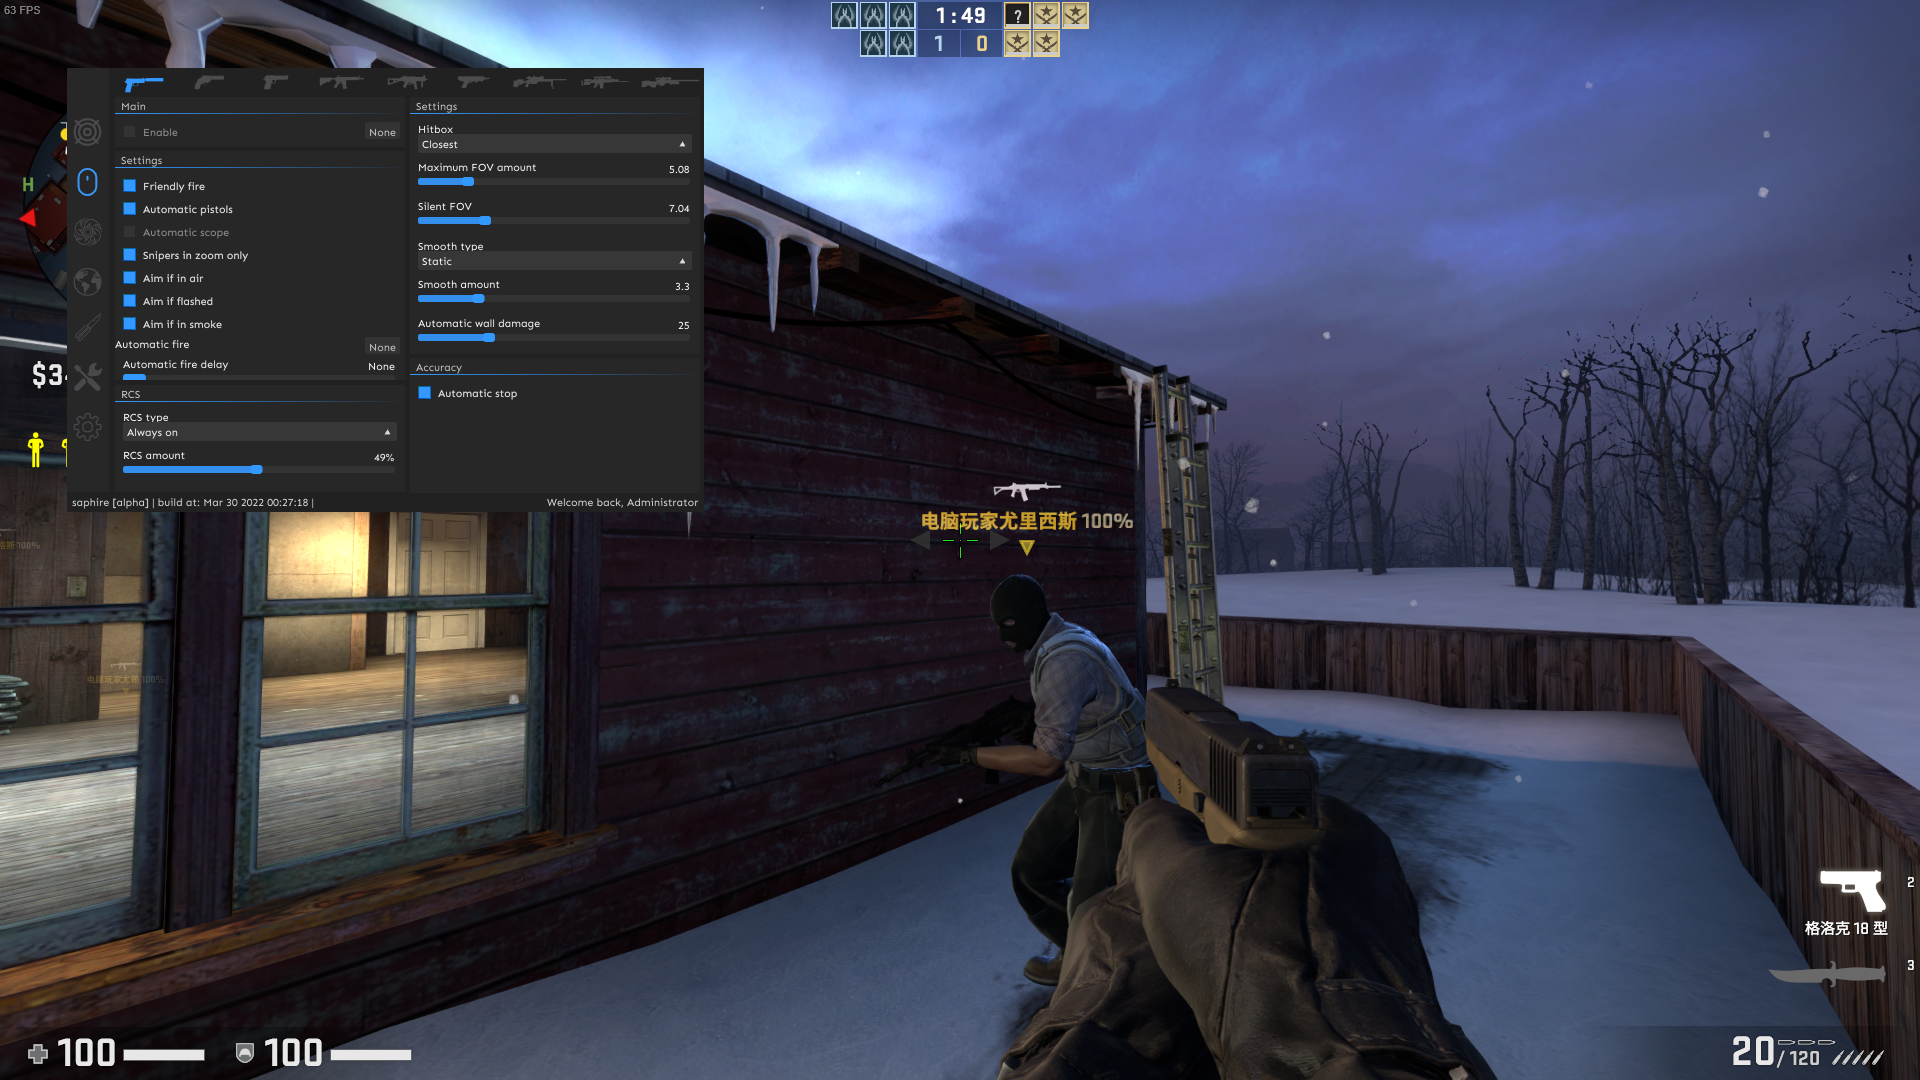 63 FPS
1:49
?
1 0
Main
Enable None
Settings
Friendly fire
Automatic pistols
Automatic scope
Snipers in zoom only
Aim if in air
Aim if flashed
Aim if in smoke
Automatic fire None
Automatic fire delay None
RCS
RCS type
Always on
RCS amount 49%
Settings
Hitbox
Closest
Maximum FOV amount 5.08
Silent FOV 7.04
Smooth type
Static
Smooth amount 3.3
Automatic wall damage 25
Accuracy
Automatic stop
saphire [alpha] | build at: Mar 30 2022 00:27:18 |
Welcome back, Administrator
H
$3
电脑玩家尤里西斯 100%
100%
100%
2
格洛克 18 型
3
100
100
20/120